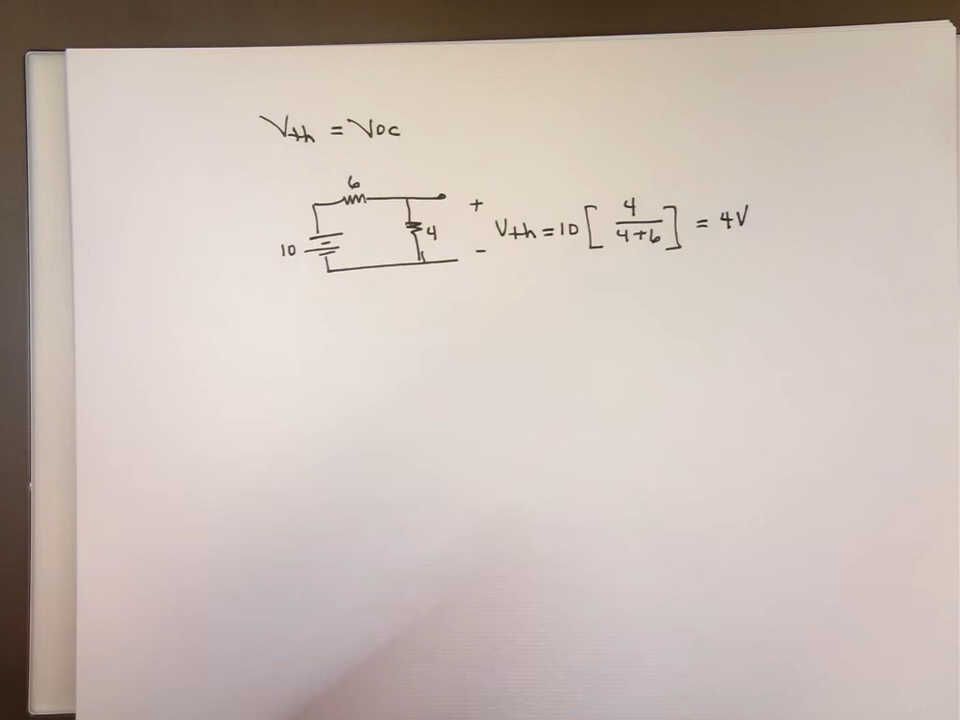 Vth = Voc
6
10
4
+
-
Vth = 10 [ 4 / 4+6 ] = 4V